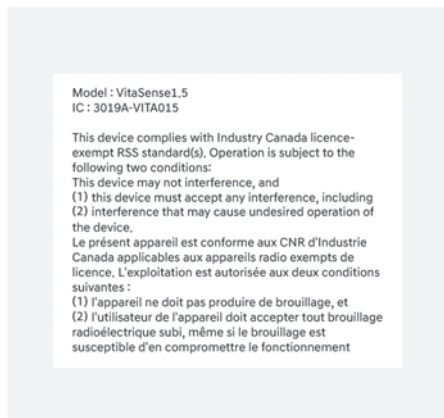 Model : VitaSense1.5
IC : 3019A-VITA015
This device complies with Industry Canada licence-
exempt RSS standard(s). Operation is subject to the
following two conditions:
This device may not interference, and
(1) this device must accept any interference, including
(2) interference that may cause undesired operation of
the device.
Le présent appareil est conforme aux CNR d'Industrie
Canada applicables aux appareils radio exempts de
licence. L'exploitation est autorisée aux deux conditions
suivantes :
(1) l'appareil ne doit pas produire de brouillage, et
(2) l'utilisateur de l'appareil doit accepter tout brouillage
radioélectrique subi, même si le brouillage est
susceptible d'en compromettre le fonctionnement